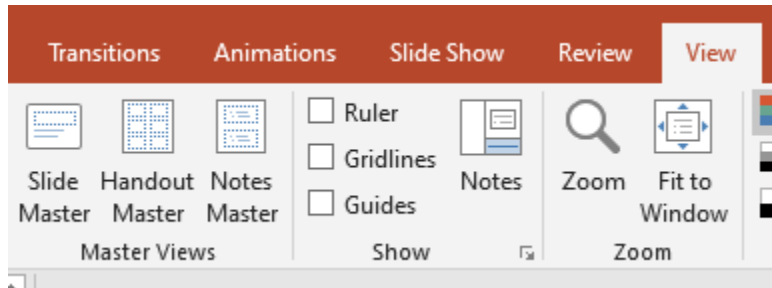 Transitions Animations Slide Show Review View
Ruler
Gridlines
Guides
Slide Master
Handout Master
Notes Master
Notes
Zoom
Fit to Window
Master Views Show Zoom